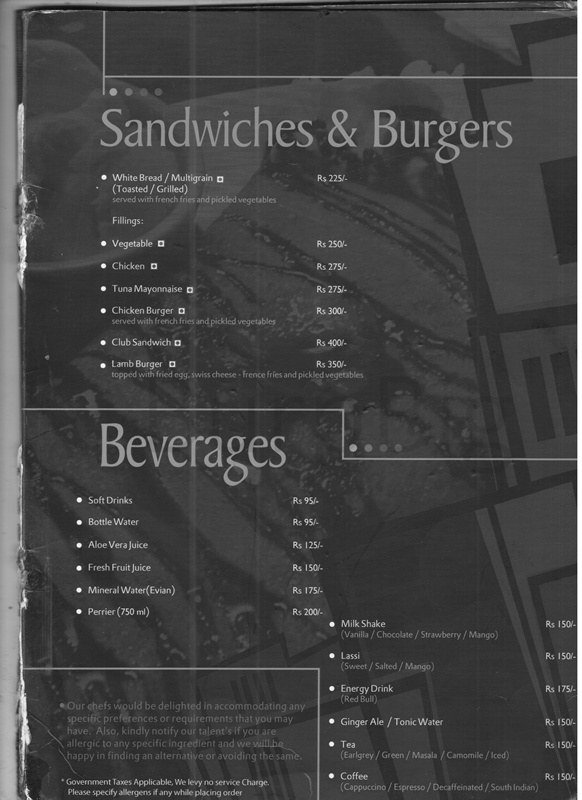 Sandwiches & Burgers
White Bread / Multigrain Rs 225/-
(Toasted / Grilled)
served with french fries and pickled vegetables
Fillings:
Vegetable Rs 250/-
Chicken Rs 275/-
Tuna Mayonnaise Rs 275/-
Chicken Burger Rs 300/-
served with french fries and pickled vegetables
Club Sandwich Rs 400/-
Lamb Burger Rs 350/-
topped with fried egg, swiss cheese - frence fries and pickled vegetables
Beverages
Soft Drinks Rs 95/-
Bottle Water Rs 95/-
Aloe Vera Juice Rs 125/-
Fresh Fruit Juice Rs 150/-
Mineral Water(Evian) Rs 175/-
Perrier (750 ml) Rs 200/-
Milk Shake Rs 150/-
(Vanilla / Chocolate / Strawberry / Mango)
Lassi Rs 150/-
(Sweet / Salted / Mango)
Energy Drink Rs 175/-
(Red Bull)
Ginger Ale / Tonic Water Rs 150/-
Tea Rs 150/-
(Earlgrey / Green / Masala / Camomile / Iced)
Coffee Rs 150/-
(Cappuccino / Espresso / Decaffeinated / South Indian)
Our chefs would be delighted in accommodating any
specific preferences or requirements that you may
have. Also, kindly notify our talent's if you are
allergic to any specific ingredient and we will be
happy in finding an alternative or avoiding the same.
* Government Taxes Applicable, We levy no service Charge.
Please specify allergens if any while placing order